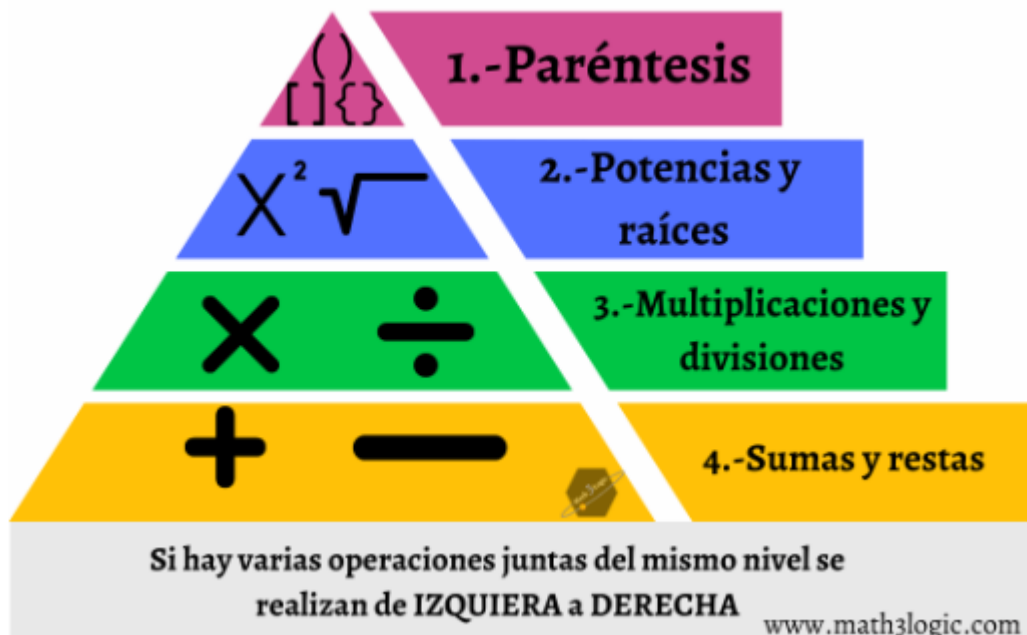 ( )
[ ] { }
1.-Paréntesis
X² √
2.-Potencias y
raíces
× ÷
3.-Multiplicaciones y
divisiones
+ −
4.-Sumas y restas
Si hay varias operaciones juntas del mismo nivel se
realizan de IZQUIERA a DERECHA
www.math3logic.com